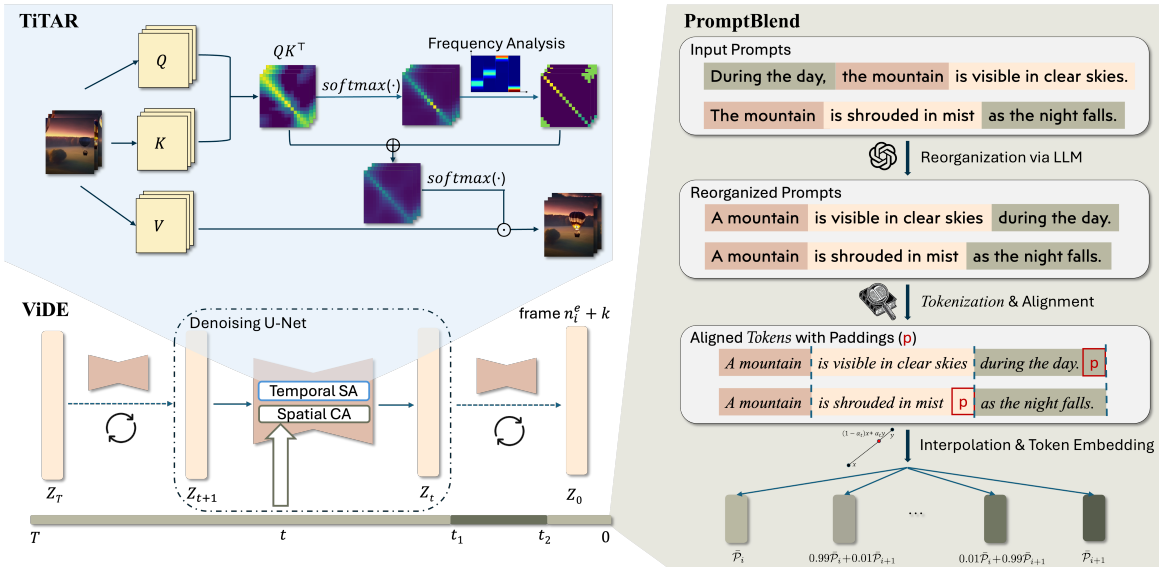 TiTAR
Q
K
V
QK⊤
softmax(·)
Frequency Analysis
softmax(·)
ViDE
Denoising U-Net
frame n_i^e + k
Temporal SA
Spatial CA
Z_T
Z_{t+1}
Z_t
Z_0
T
t
t_1
t_2
0
PromptBlend
Input Prompts
During the day, the mountain is visible in clear skies.
The mountain is shrouded in mist as the night falls.
Reorganization via LLM
Reorganized Prompts
A mountain is visible in clear skies during the day.
A mountain is shrouded in mist as the night falls.
Tokenization & Alignment
Aligned Tokens with Paddings (p)
A mountain is visible in clear skies during the day. p
A mountain is shrouded in mist p as the night falls.
(1 − α_t)x + α_t y
y
x
Interpolation & Token Embedding
...
P̄_i
0.99P̄_i+0.01P̄_{i+1}
0.01P̄_i+0.99P̄_{i+1}
P̄_{i+1}